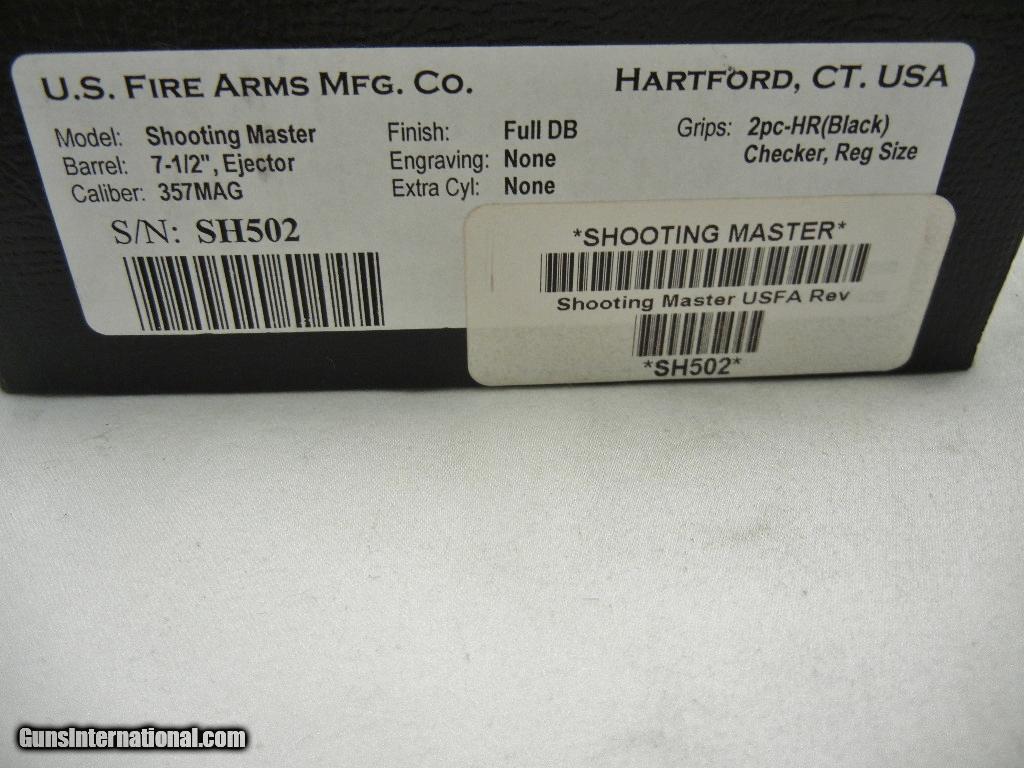 U.S. FIRE ARMS MFG. CO. HARTFORD, CT. USA
Model: Shooting Master Finish: Full DB Grips: 2pc-HR(Black)
Barrel: 7-1/2", Ejector Engraving: None Checker, Reg Size
Caliber: 357MAG Extra Cyl: None
S/N: SH502
*SHOOTING MASTER*
Shooting Master USFA Rev
*SH502*
GunsInternational.com